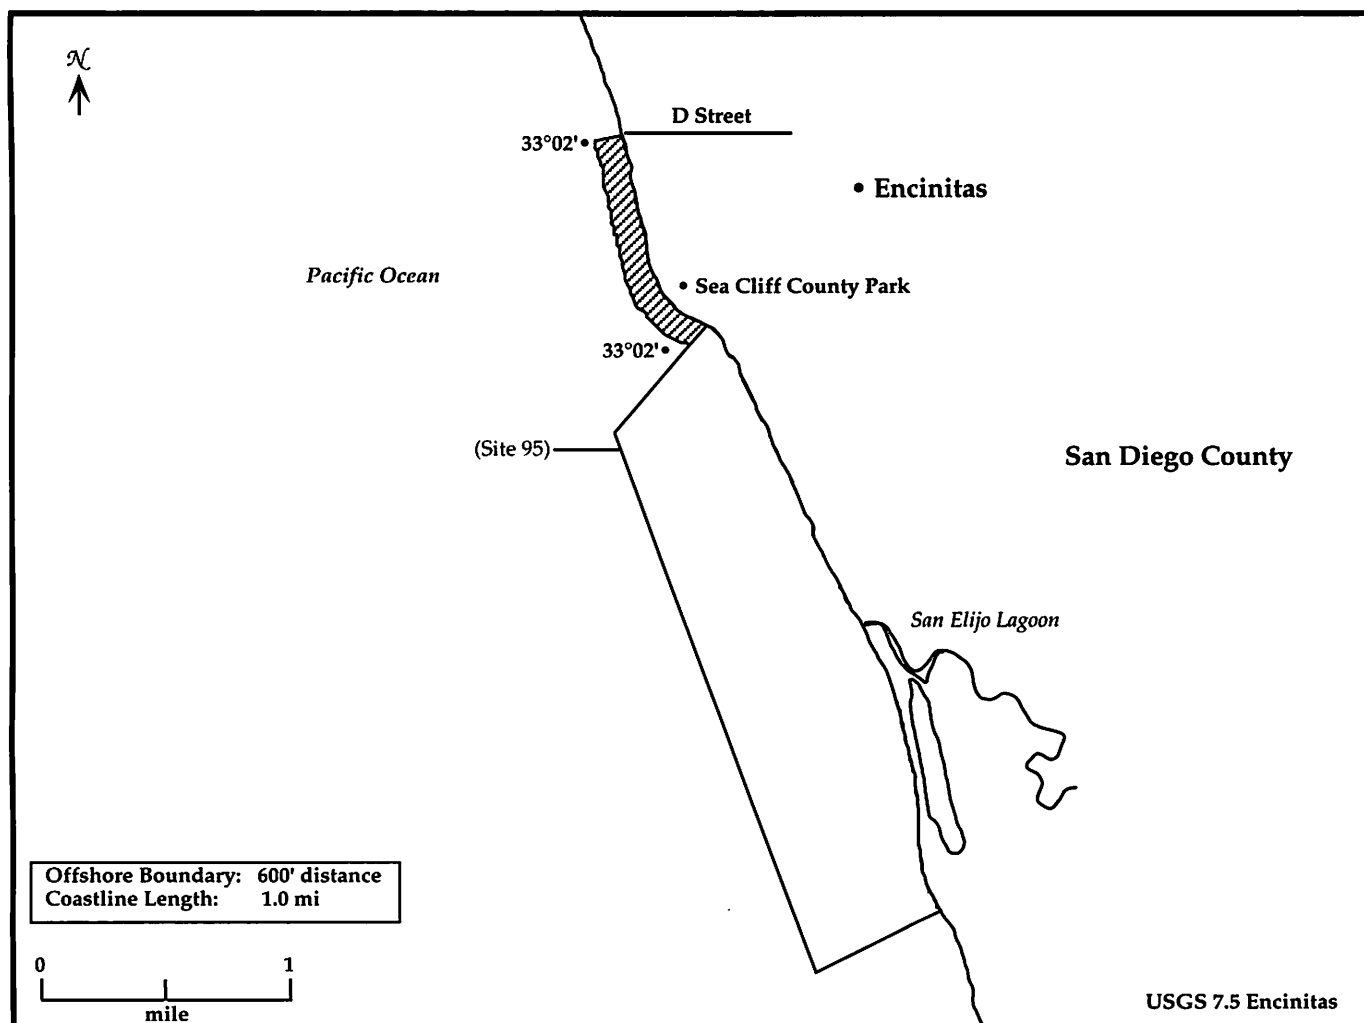 N
D Street
33°02'
Encinitas
Pacific Ocean
Sea Cliff County Park
33°02'
(Site 95)
San Diego County
San Elijo Lagoon
Offshore Boundary: 600' distance
Coastline Length: 1.0 mi
0 1
mile
USGS 7.5 Encinitas